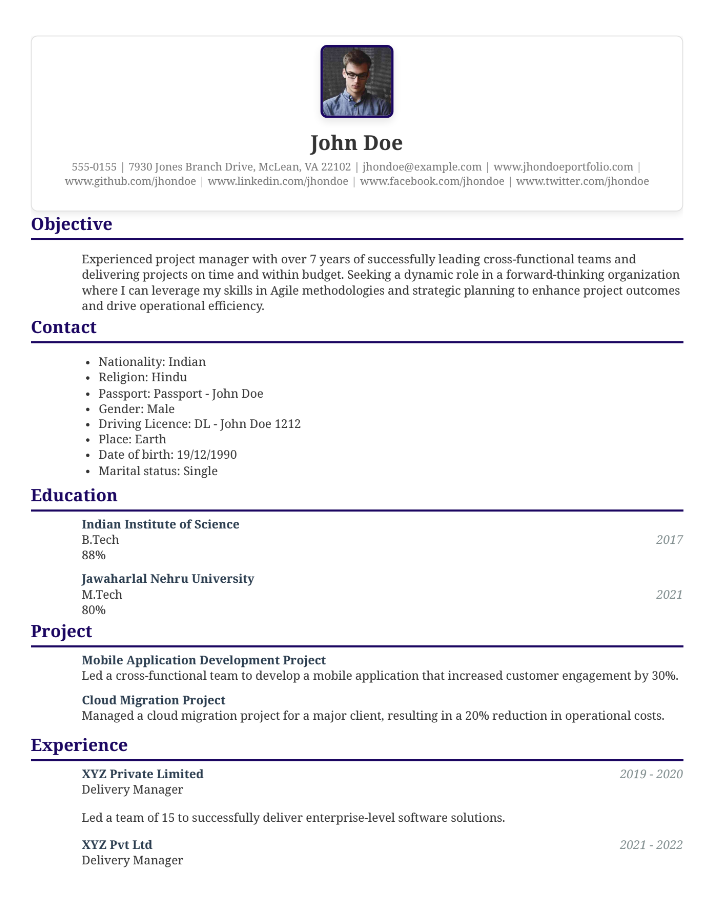 John Doe
555-0155 | 7930 Jones Branch Drive, McLean, VA 22102 | jhondoe@example.com | www.jhondoeportfolio.com |
www.github.com/jhondoe | www.linkedin.com/jhondoe | www.facebook.com/jhondoe | www.twitter.com/jhondoe
Objective
Experienced project manager with over 7 years of successfully leading cross-functional teams and
delivering projects on time and within budget. Seeking a dynamic role in a forward-thinking organization
where I can leverage my skills in Agile methodologies and strategic planning to enhance project outcomes
and drive operational efficiency.
Contact
• Nationality: Indian
• Religion: Hindu
• Passport: Passport - John Doe
• Gender: Male
• Driving Licence: DL - John Doe 1212
• Place: Earth
• Date of birth: 19/12/1990
• Marital status: Single
Education
Indian Institute of Science
B.Tech 2017
88%
Jawaharlal Nehru University
M.Tech 2021
80%
Project
Mobile Application Development Project
Led a cross-functional team to develop a mobile application that increased customer engagement by 30%.
Cloud Migration Project
Managed a cloud migration project for a major client, resulting in a 20% reduction in operational costs.
Experience
XYZ Private Limited 2019 - 2020
Delivery Manager
Led a team of 15 to successfully deliver enterprise-level software solutions.
XYZ Pvt Ltd 2021 - 2022
Delivery Manager